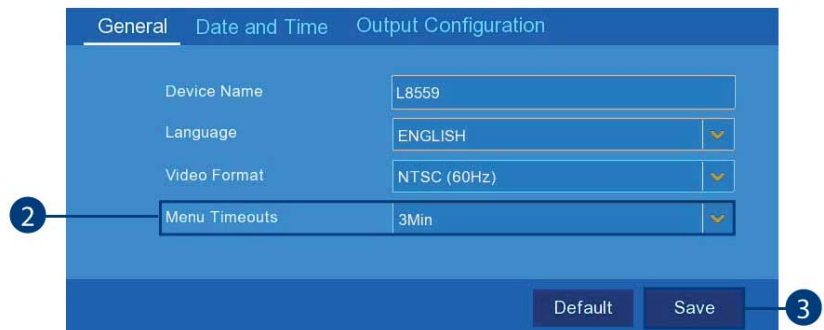 General Date and Time Output Configuration
Device Name L8559
Language ENGLISH
Video Format NTSC (60Hz)
2 Menu Timeouts 3Min
Default Save 3